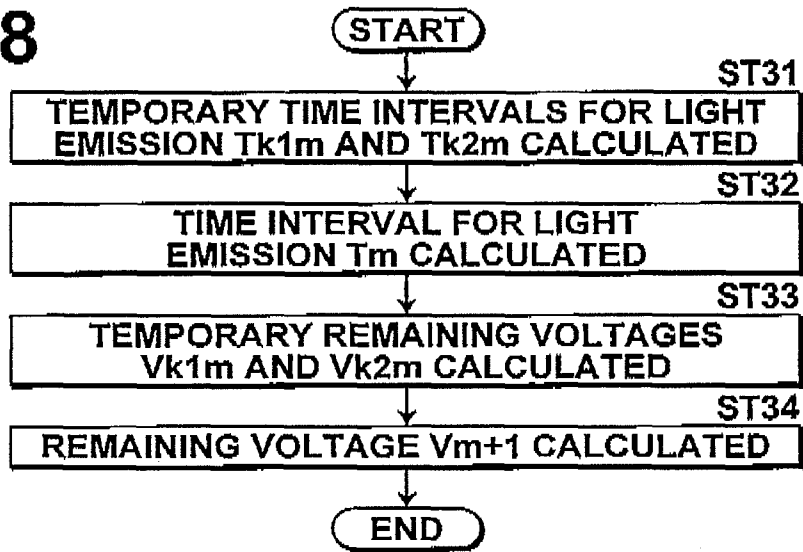 8
START
ST31
TEMPORARY TIME INTERVALS FOR LIGHT
EMISSION Tk1m AND Tk2m CALCULATED
ST32
TIME INTERVAL FOR LIGHT
EMISSION Tm CALCULATED
ST33
TEMPORARY REMAINING VOLTAGES
Vk1m AND Vk2m CALCULATED
ST34
REMAINING VOLTAGE Vm+1 CALCULATED
END